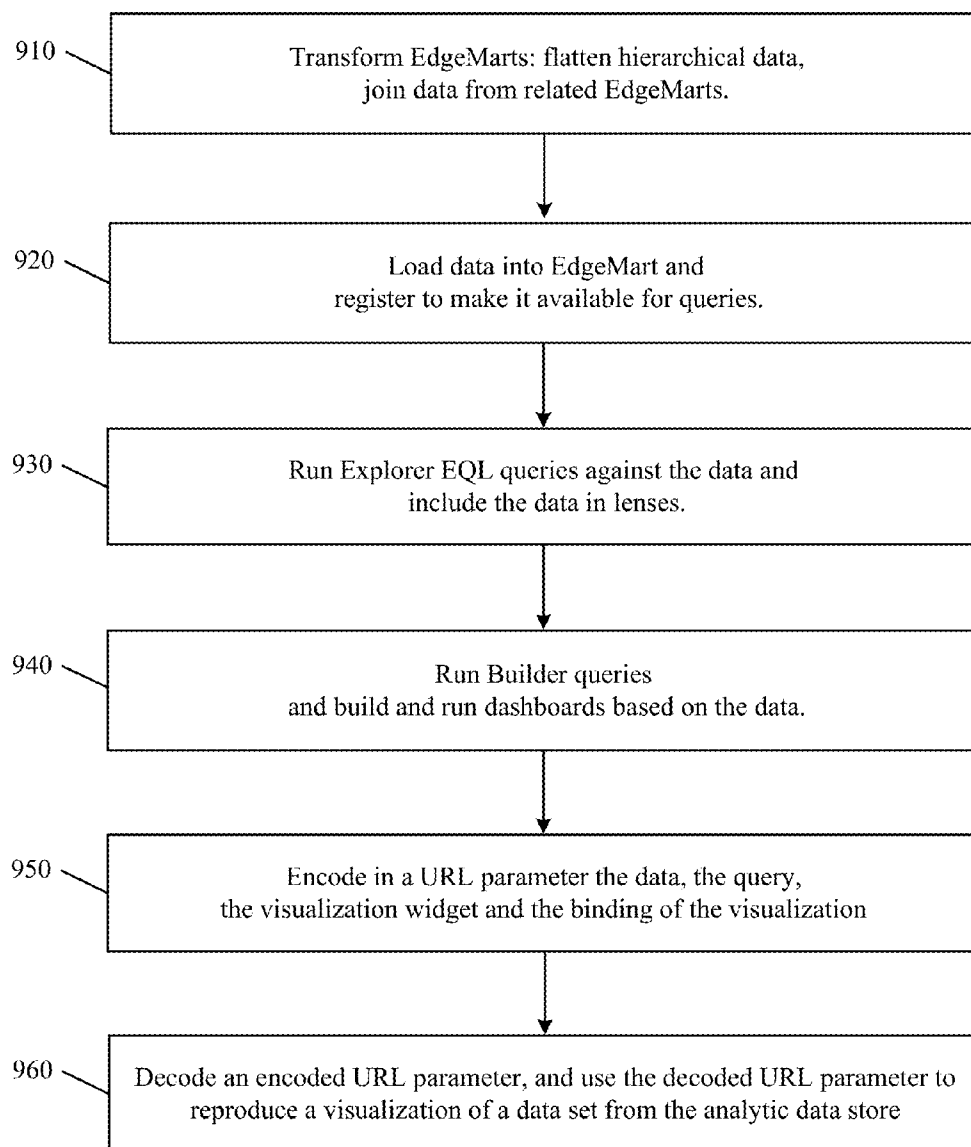 910
Transform EdgeMarts: flatten hierarchical data,
join data from related EdgeMarts.
920
Load data into EdgeMart and
register to make it available for queries.
930
Run Explorer EQL queries against the data and
include the data in lenses.
940
Run Builder queries
and build and run dashboards based on the data.
950
Encode in a URL parameter the data, the query,
the visualization widget and the binding of the visualization
960
Decode an encoded URL parameter, and use the decoded URL parameter to
reproduce a visualization of a data set from the analytic data store